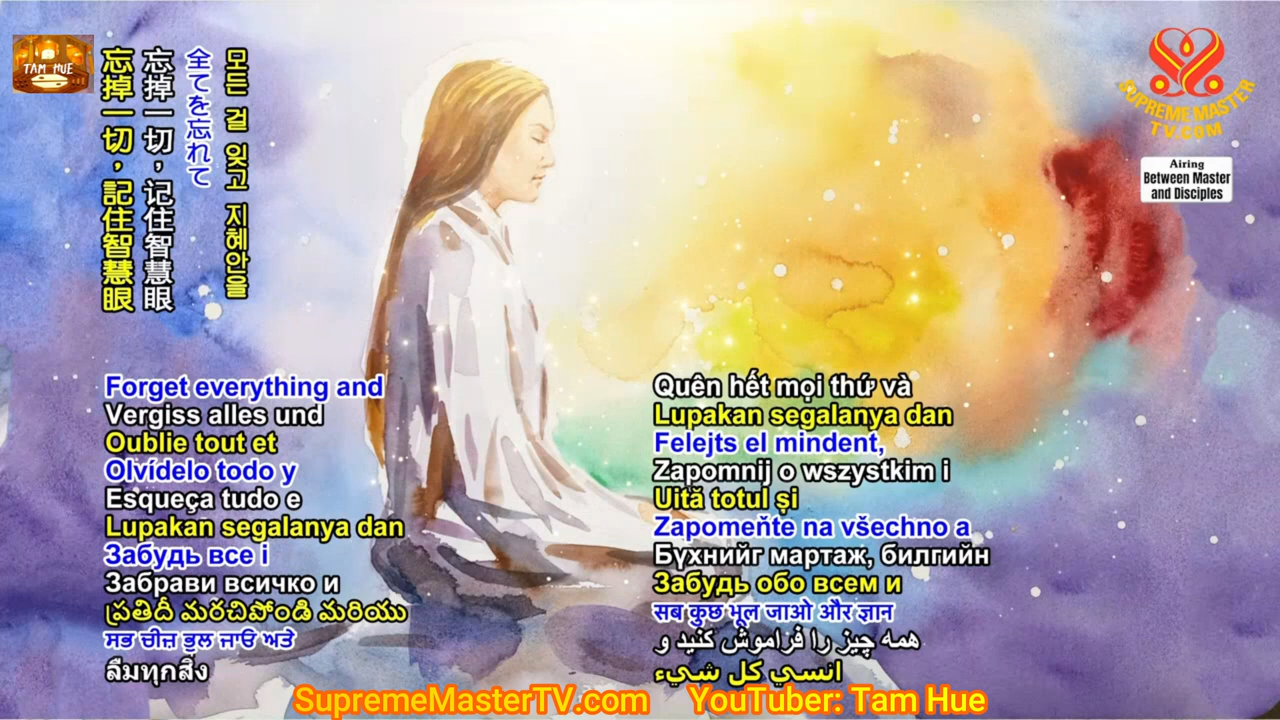 TAM HUE
忘掉一切，記住智慧眼
忘掉一切，记住智慧眼
全てを忘れて
모든 걸 잊고 지혜안을
SUPREME MASTER
TV.COM
Airing
Between Master
and Disciples
Forget everything and
Vergiss alles und
Oublie tout et
Olvídelo todo y
Esqueça tudo e
Lupakan segalanya dan
Забудь все і
Забрави всичко и
ప్రతిదీ మరచిపోండి మరియు
ਸਭ ਚੀਜ਼ ਭੁਲ ਜਾਓ ਅਤੇ
ลืมทุกสิ่ง
Quên hết mọi thứ và
Lupakan segalanya dan
Felejts el mindent,
Zapomnij o wszystkim i
Uită totul și
Zapomeňte na všechno a
Бүхнийг мартаж, билгийн
Забудь обо всем и
सब कुछ भूल जाओ और ज्ञान
همه چیز را فراموش کنید و
انسي كل شيء
SupremeMasterTV.com YouTuber: Tam Hue